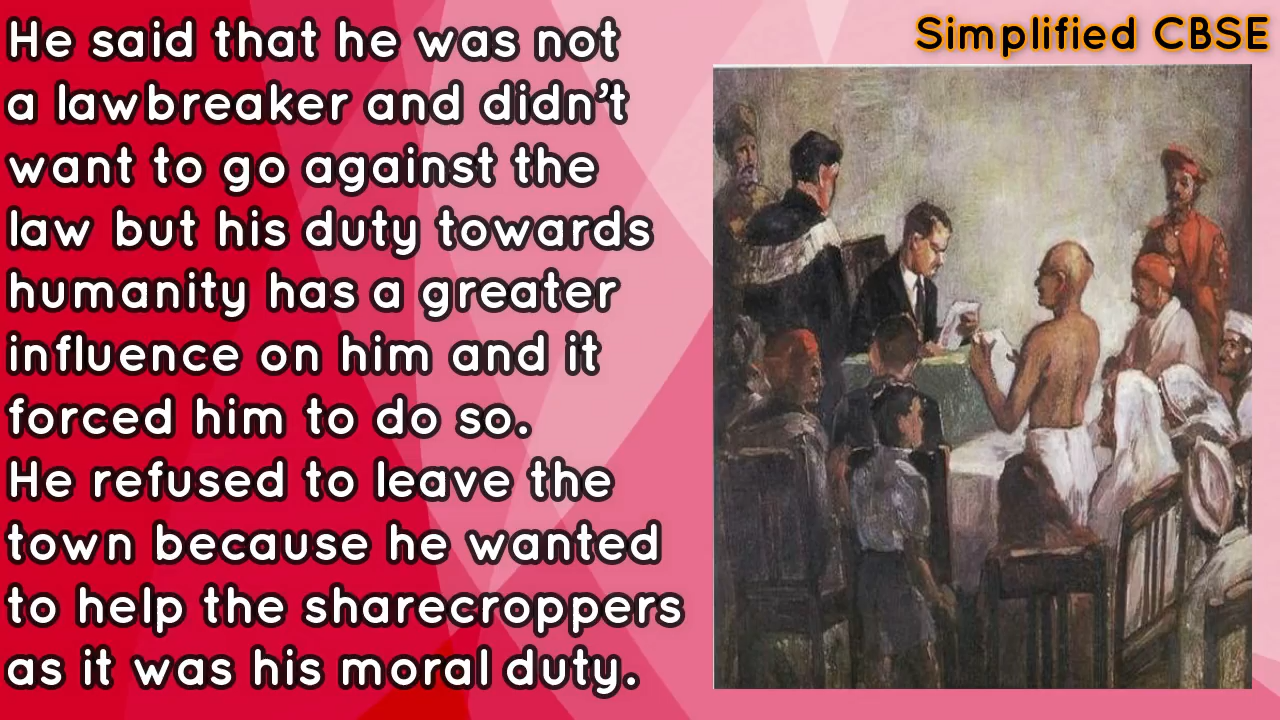 He said that he was not
a lawbreaker and didn’t
want to go against the
law but his duty towards
humanity has a greater
influence on him and it
forced him to do so.
He refused to leave the
town because he wanted
to help the sharecroppers
as it was his moral duty.
Simplified CBSE